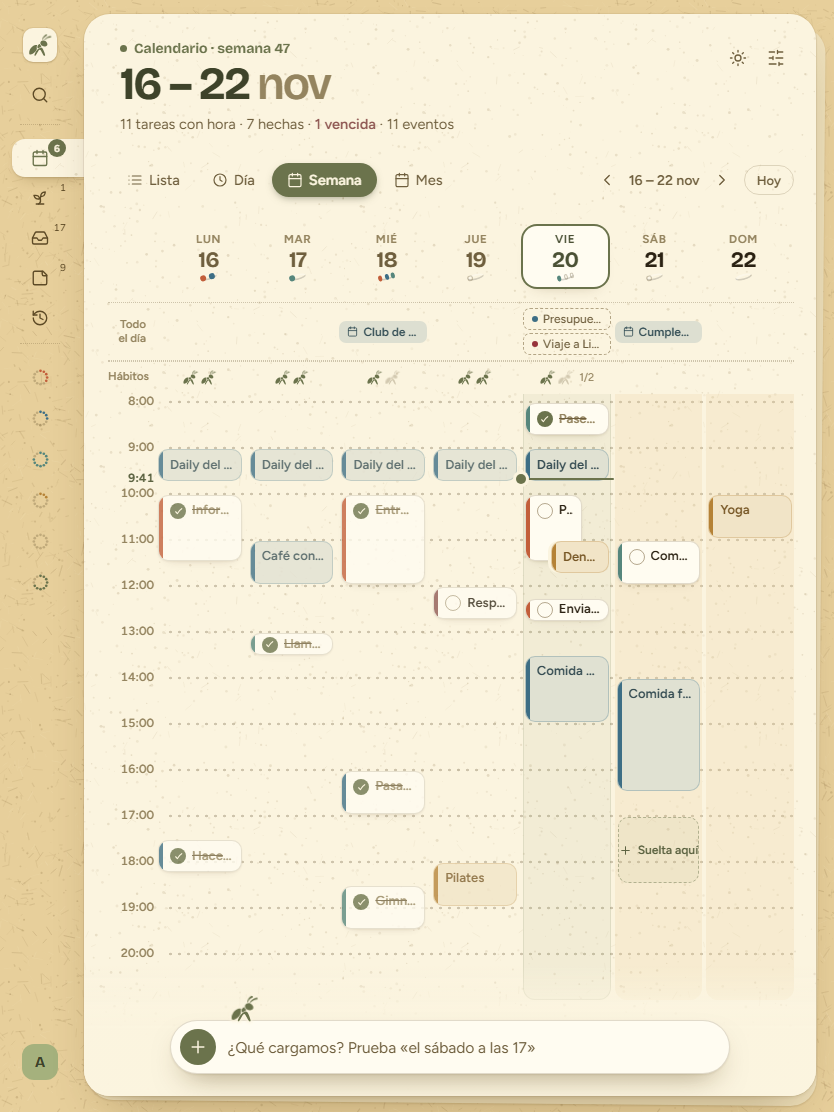 Calendario · semana 47
16 – 22 nov
11 tareas con hora · 7 hechas · 1 vencida · 11 eventos
6
1
17
9
A
Lista
Día
Semana
Mes
16 – 22 nov
Hoy
LUN MAR MIÉ JUE VIE SÁB DOM
16 17 18 19 20 21 22
Todo
el día
Club de ...
Presupue...
Viaje a Li...
Cumple...
Hábitos
1/2
8:00
Pase...
9:00
Daily del ...
Daily del ...
Daily del ...
Daily del ...
Daily del ...
9:41
10:00
Infor...
Entr...
P..
Yoga
11:00
Café con...
Den...
Com...
12:00
Resp...
Envia...
13:00
Llam...
14:00
Comida ...
Comida f...
15:00
16:00
Pasa...
17:00
Hace...
Suelta aquí
18:00
Pilates
Gimn...
19:00
20:00
¿Qué cargamos? Prueba «el sábado a las 17»